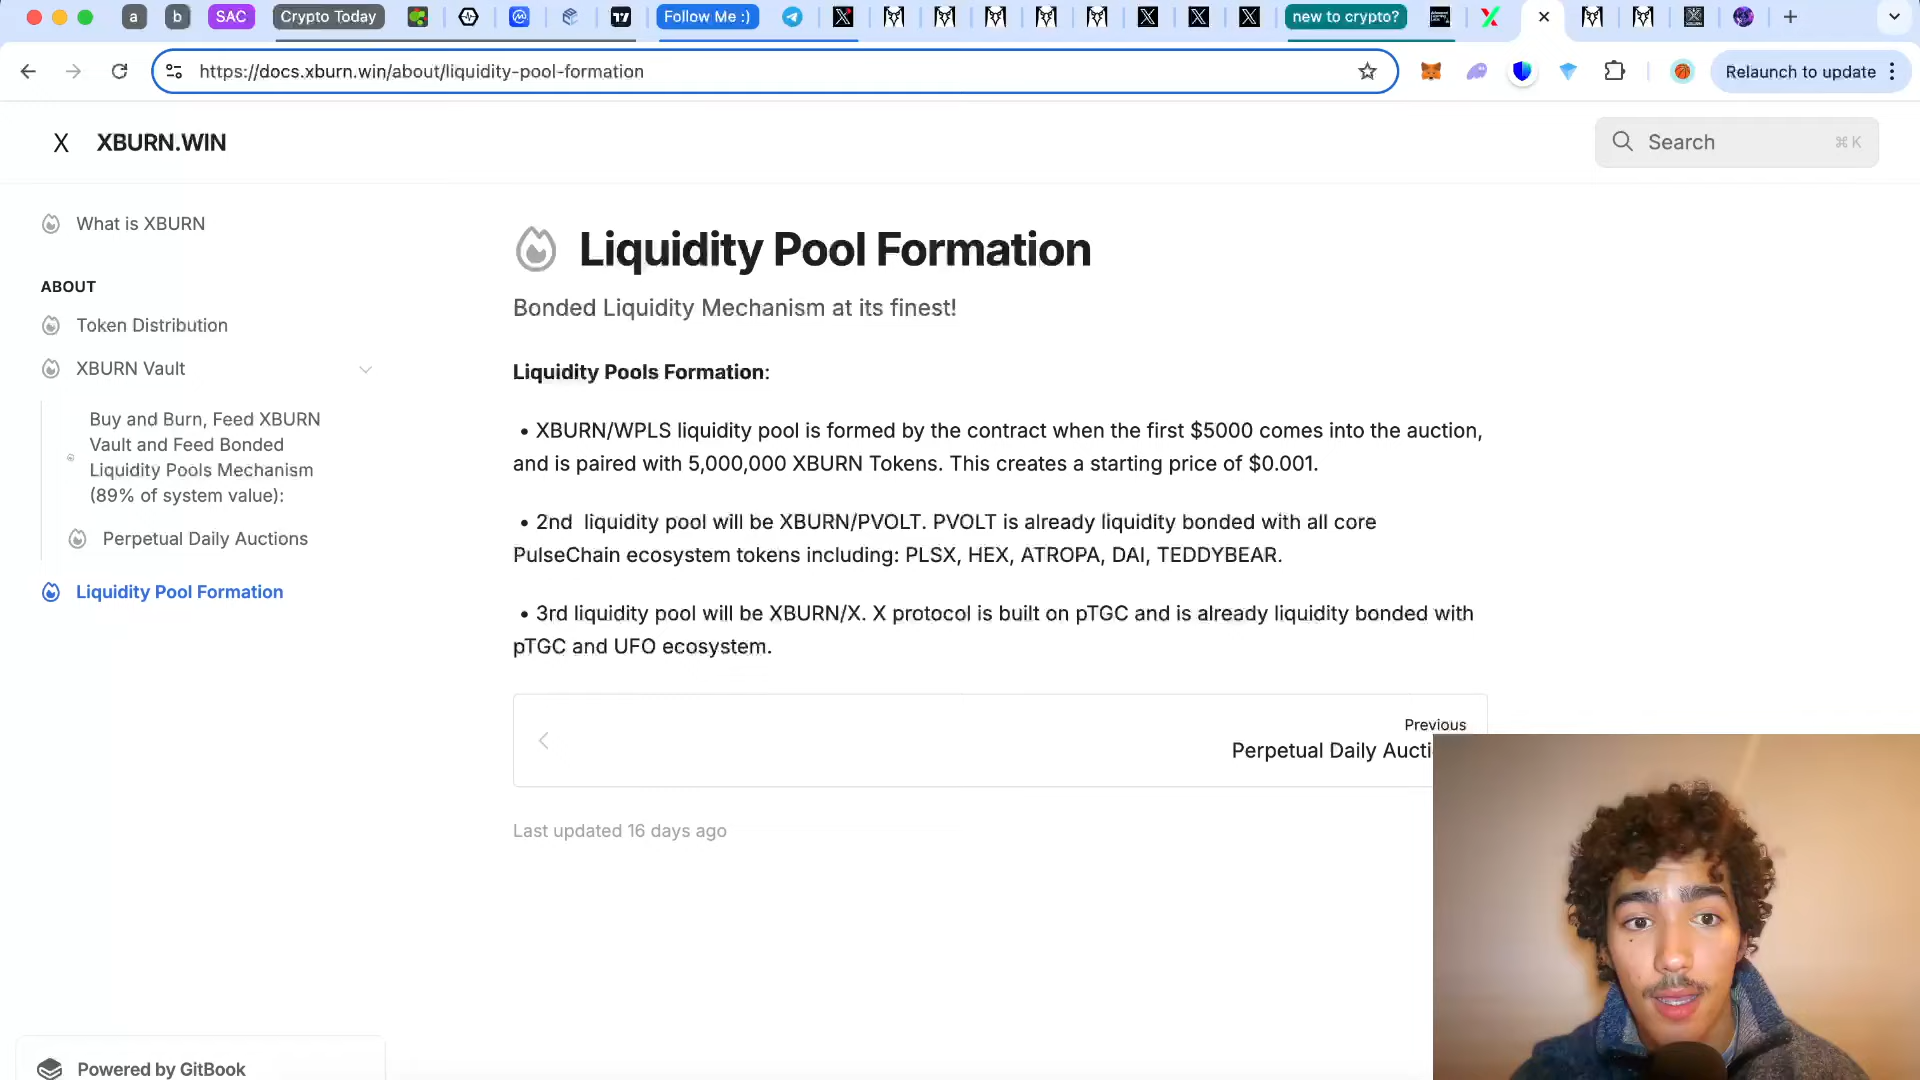 a
b
SAC
Crypto Today
Follow Me :)
new to crypto?
https://docs.xburn.win/about/liquidity-pool-formation
Relaunch to update
X XBURN.WIN
Search
⌘ K
What is XBURN
ABOUT
Token Distribution
XBURN Vault
Buy and Burn, Feed XBURN
Vault and Feed Bonded
Liquidity Pools Mechanism
(89% of system value):
Perpetual Daily Auctions
Liquidity Pool Formation
Liquidity Pool Formation
Bonded Liquidity Mechanism at its finest!
Liquidity Pools Formation:
• XBURN/WPLS liquidity pool is formed by the contract when the first $5000 comes into the auction,
and is paired with 5,000,000 XBURN Tokens. This creates a starting price of $0.001.
• 2nd liquidity pool will be XBURN/PVOLT. PVOLT is already liquidity bonded with all core
PulseChain ecosystem tokens including: PLSX, HEX, ATROPA, DAI, TEDDYBEAR.
• 3rd liquidity pool will be XBURN/X. X protocol is built on pTGC and is already liquidity bonded with
pTGC and UFO ecosystem.
Previous
Perpetual Daily Aucti
Last updated 16 days ago
Powered by GitBook